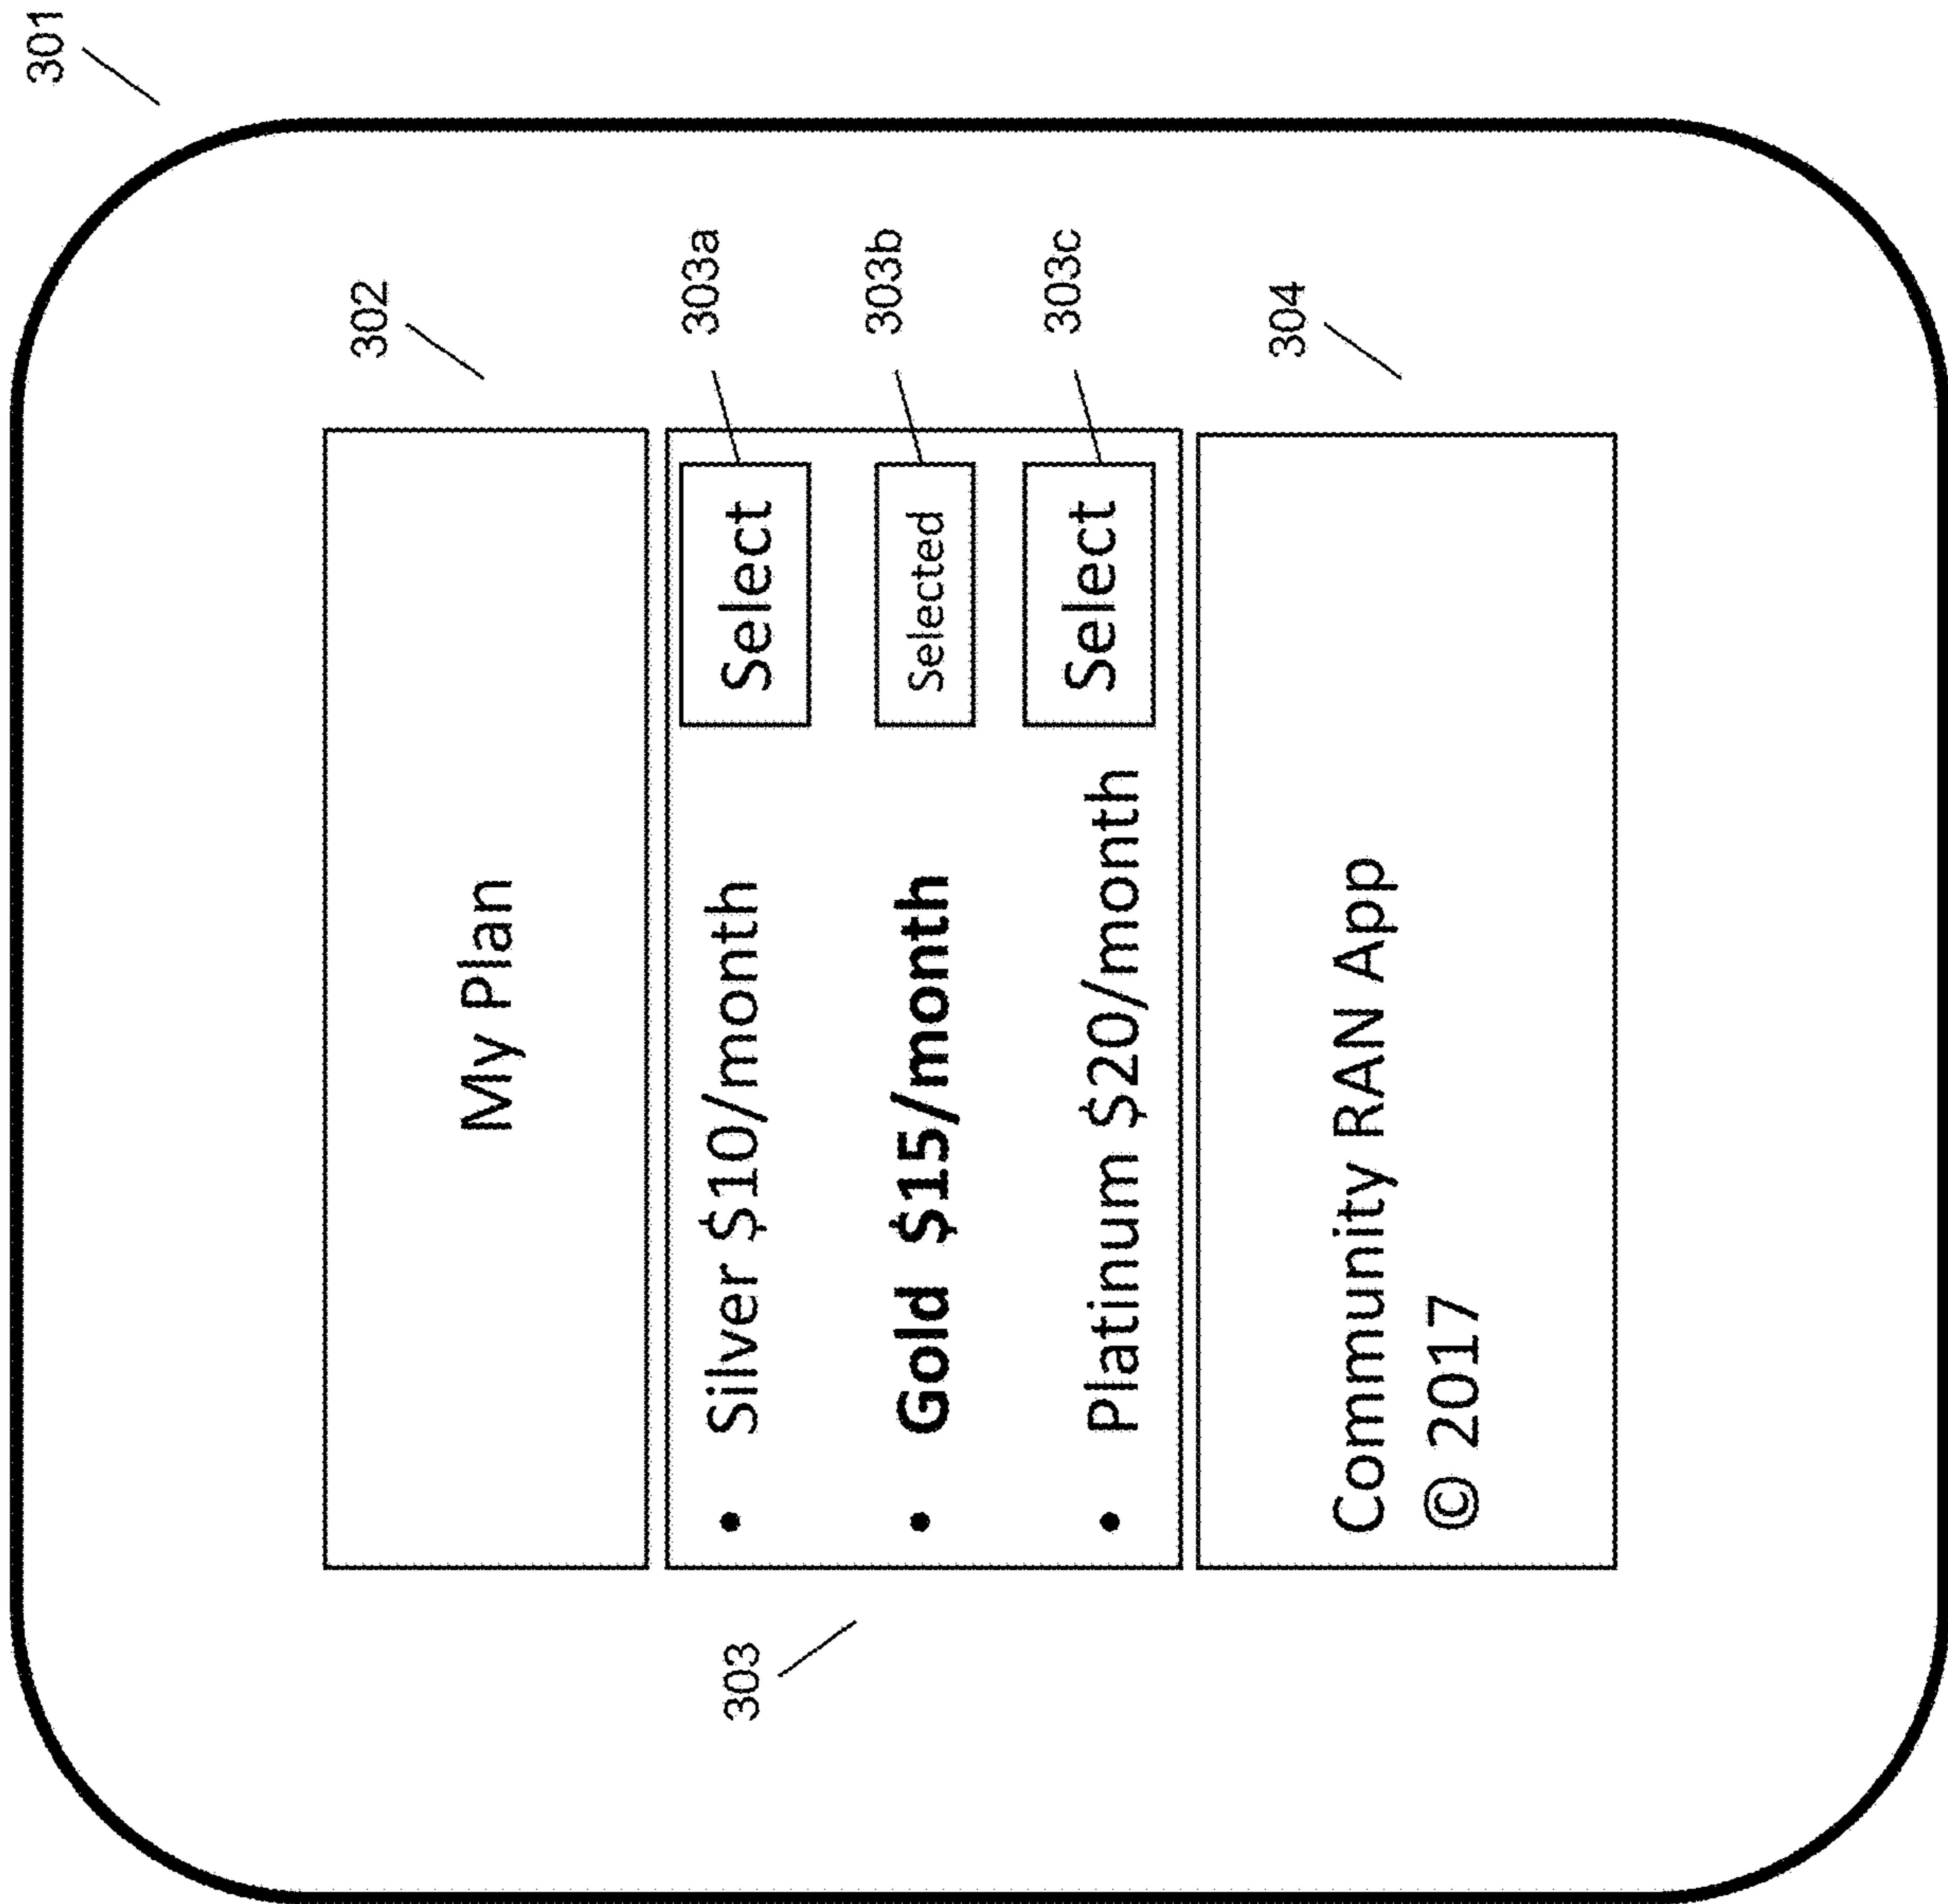 301
302
My Plan
303
Silver $10/month
Select
303a
Gold $15/month
Selected
303b
Platinum $20/month
Select
303c
304
Community RAN App
© 2017